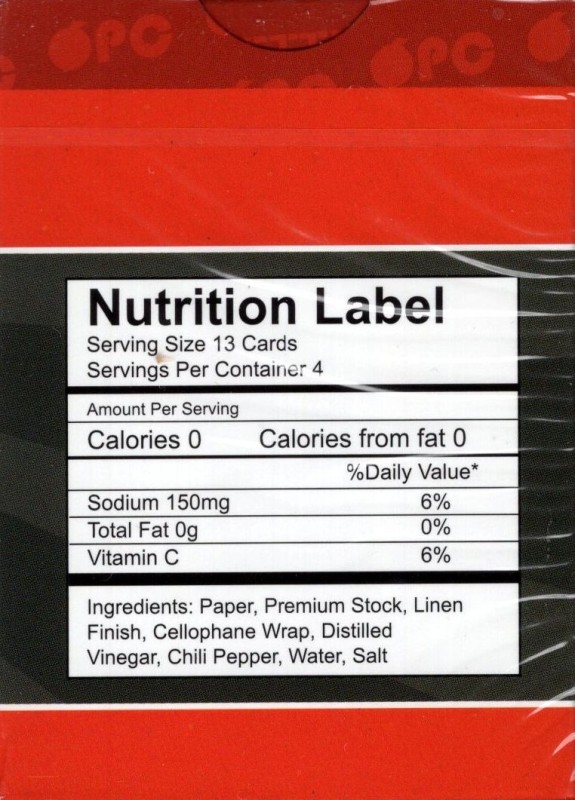 OPC
OPC
Nutrition Label
Serving Size 13 Cards
Servings Per Container 4
Amount Per Serving
Calories 0 Calories from fat 0
%Daily Value*
Sodium 150mg 6%
Total Fat 0g 0%
Vitamin C 6%
Ingredients: Paper, Premium Stock, Linen
Finish, Cellophane Wrap, Distilled
Vinegar, Chili Pepper, Water, Salt